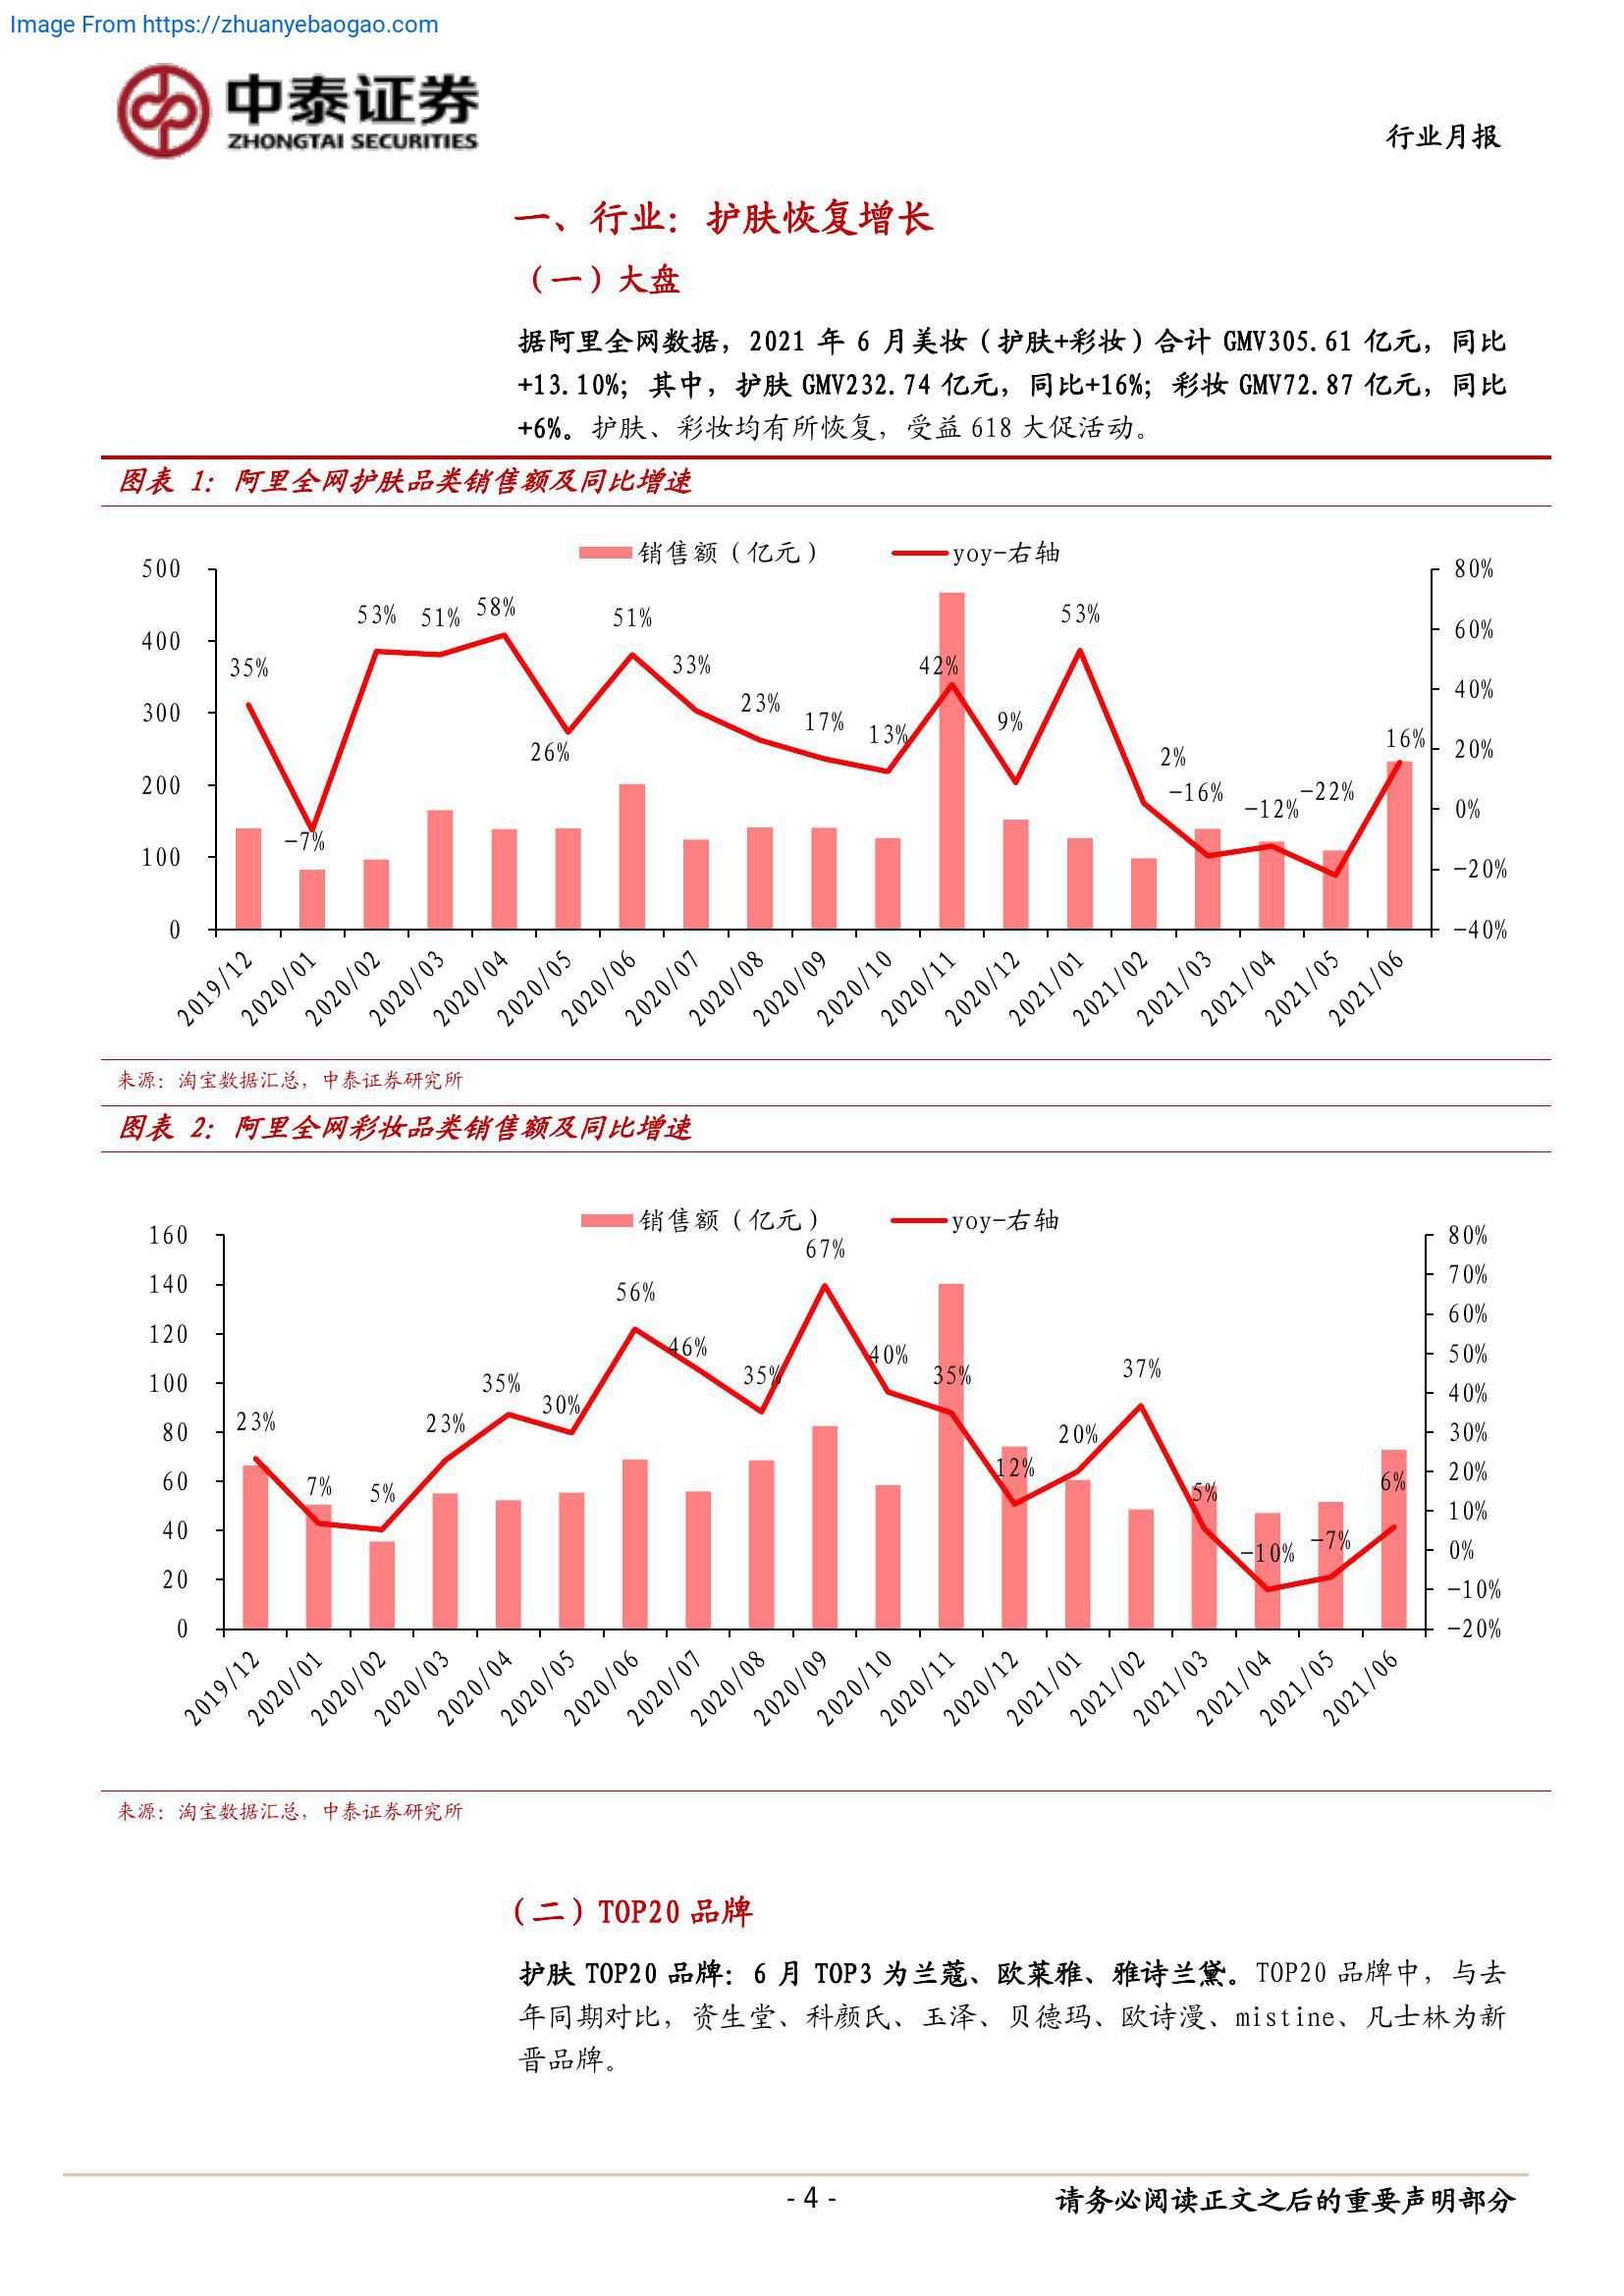 Image From https://zhuanyebaogao.com
中泰证券
ZHONGTAI SECURITIES
行业月报
一、行业：护肤恢复增长
（一）大盘
据阿里全网数据，2021 年 6 月美妆（护肤+彩妆）合计 GMV305.61 亿元，同比
+13.10%；其中，护肤 GMV232.74 亿元，同比+16%；彩妆 GMV72.87 亿元，同比
+6%。护肤、彩妆均有所恢复，受益 618 大促活动。
图表 1：阿里全网护肤品类销售额及同比增速
销售额（亿元） yoy-右轴
500 400 300 200 100 0
35% -7% 53% 51% 58% 26% 51% 33% 23% 17% 13% 42% 9% 53% 2% -16% -12% -22% 16%
80% 60% 40% 20% 0% -20% -40%
2019/12 2020/01 2020/02 2020/03 2020/04 2020/05 2020/06 2020/07 2020/08 2020/09 2020/10 2020/11 2020/12 2021/01 2021/02 2021/03 2021/04 2021/05 2021/06
来源：淘宝数据汇总，中泰证券研究所
图表 2：阿里全网彩妆品类销售额及同比增速
销售额（亿元） yoy-右轴
160 140 120 100 80 60 40 20 0
23% 7% 5% 23% 35% 30% 56% 46% 35% 67% 40% 35% 12% 20% 37% 5% -10% -7% 6%
80% 70% 60% 50% 40% 30% 20% 10% 0% -10% -20%
2019/12 2020/01 2020/02 2020/03 2020/04 2020/05 2020/06 2020/07 2020/08 2020/09 2020/10 2020/11 2020/12 2021/01 2021/02 2021/03 2021/04 2021/05 2021/06
来源：淘宝数据汇总，中泰证券研究所
（二）TOP20 品牌
护肤 TOP20 品牌：6 月 TOP3 为兰蔻、欧莱雅、雅诗兰黛。TOP20 品牌中，与去
年同期对比，资生堂、科颜氏、玉泽、贝德玛、欧诗漫、mistine、凡士林为新
晋品牌。
- 4 -
请务必阅读正文之后的重要声明部分